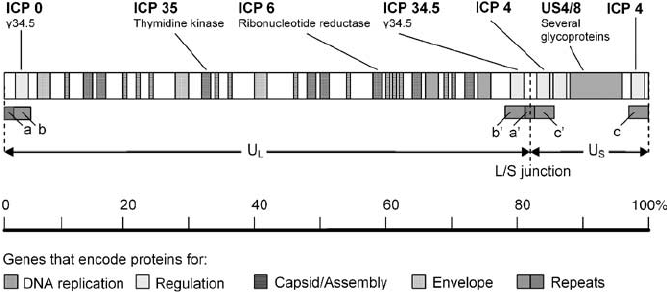 ICP 0 ICP 35 ICP 6 ICP 34.5 ICP 4 US4/8 ICP 4
γ34.5 Thymidine kinase Ribonucleotide reductase γ34.5 Several
glycoproteins
a b b' a' c' c
UL US
L/S junction
0 20 40 60 80 100%
Genes that encode proteins for:
DNA replication Regulation Capsid/Assembly Envelope Repeats